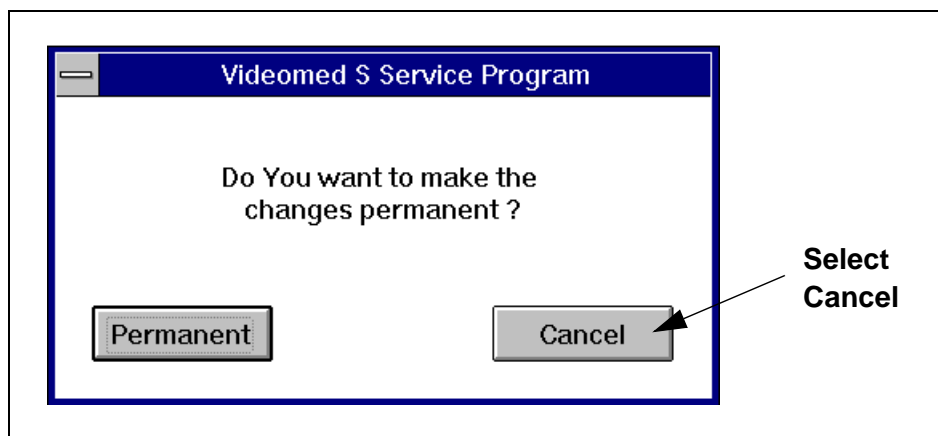 Videomed S Service Program
Do You want to make the
changes permanent ?
Select
Cancel
Permanent
Cancel